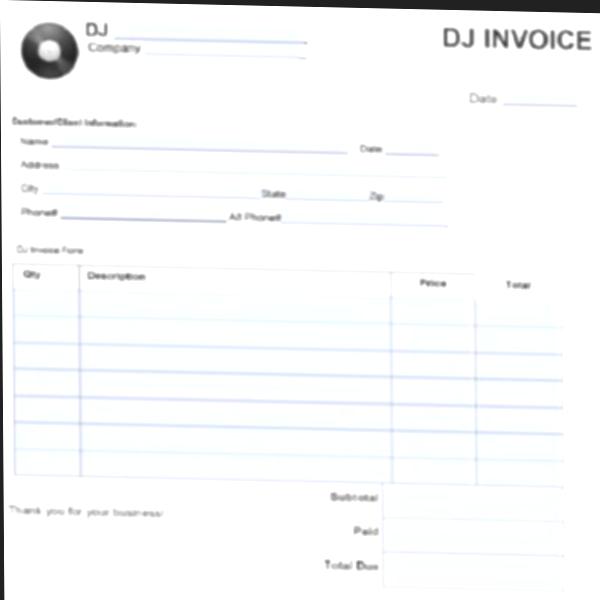 DJ
DJ INVOICE
Company
Date
Customer/Client Information
Name Date
Address
City State Zip
Phone# Alt Phone#
DJ Invoice Form
Qty Description Price Total
Subtotal
Thank you for your business!
Paid
Total Due